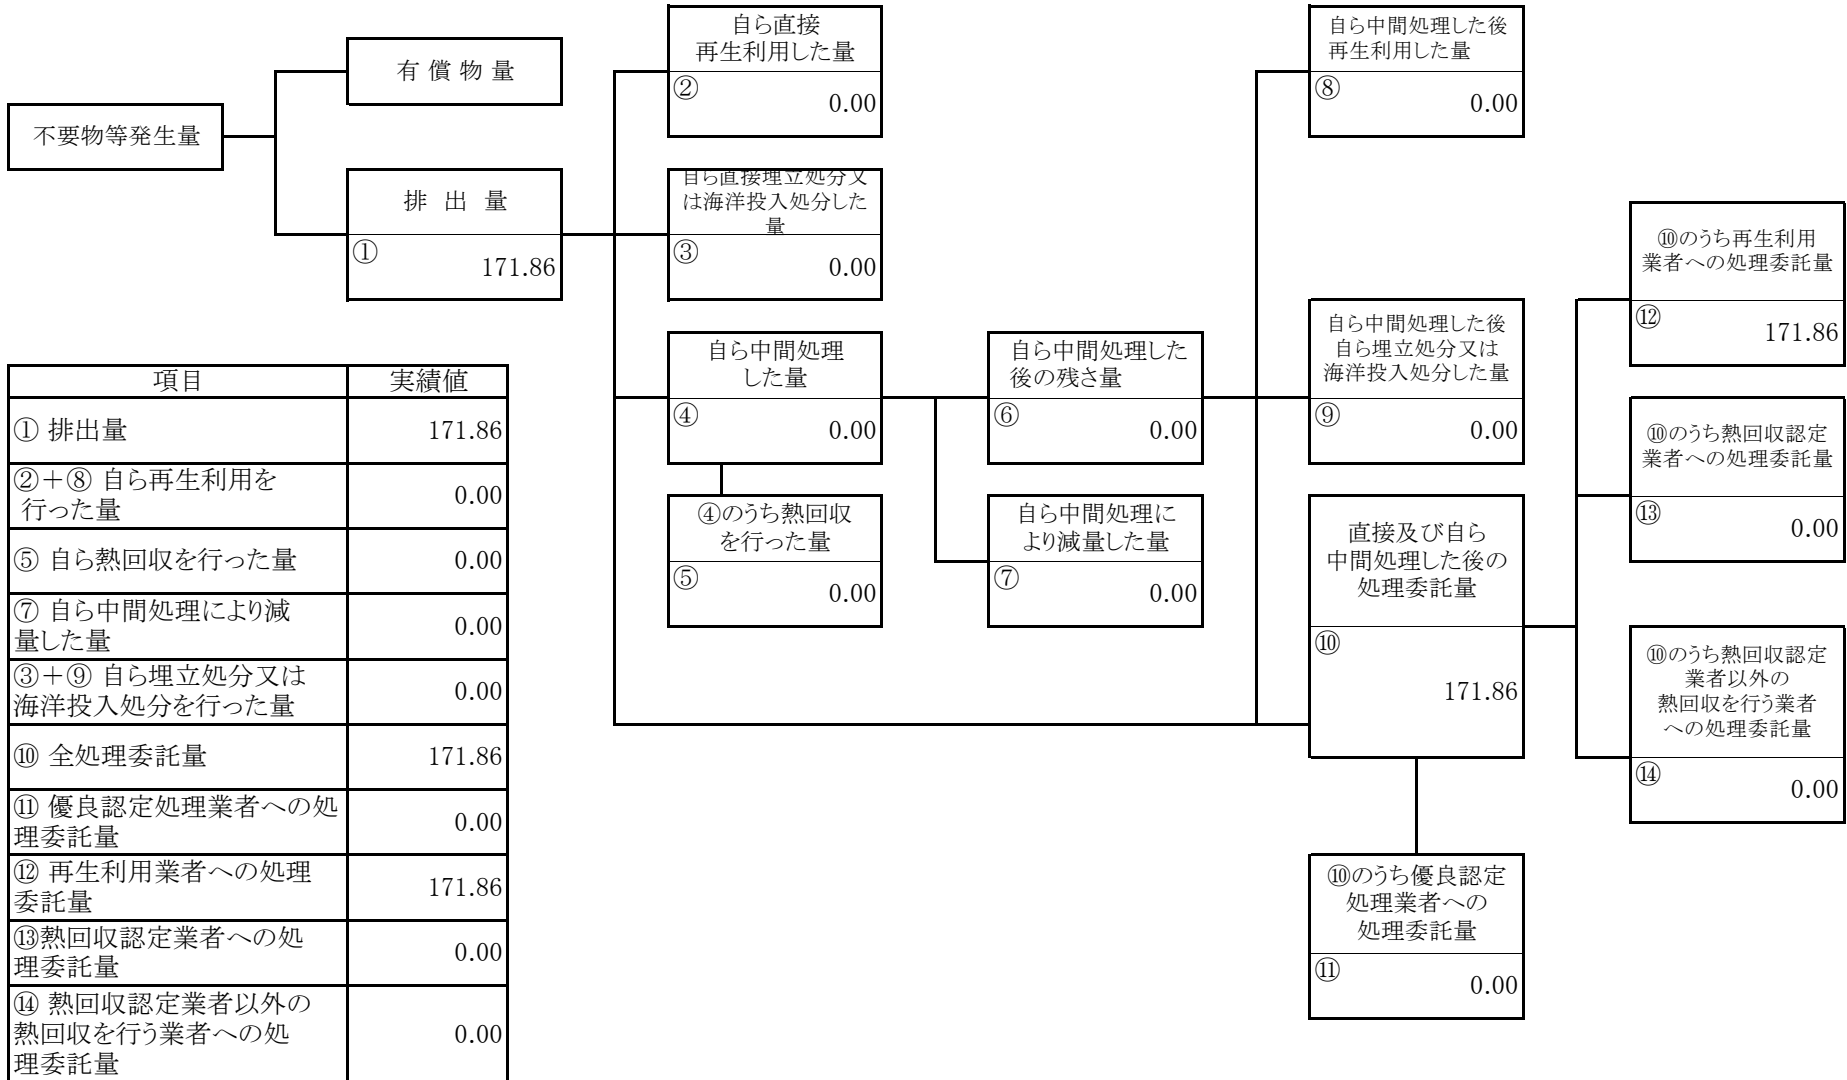 不要物等発生量
有 償 物 量
排 出 量
①
171.86
自ら直接
再生利用した量
②
0.00
自ら直接埋立処分又
は海洋投入処分した
量
③
0.00
自ら中間処理
した量
④
0.00
④のうち熱回収
を行った量
⑤
0.00
自ら中間処理した
後の残さ量
⑥
0.00
自ら中間処理に
より減量した量
⑦
0.00
自ら中間処理した後
再生利用した量
⑧
0.00
自ら中間処理した後
自ら埋立処分又は
海洋投入処分した量
⑨
0.00
直接及び自ら
中間処理した後の
処理委託量
⑩
171.86
⑩のうち優良認定
処理業者への
処理委託量
⑪
0.00
⑩のうち再生利用
業者への処理委託量
⑫
171.86
⑩のうち熱回収認定
業者への処理委託量
⑬
0.00
⑩のうち熱回収認定
業者以外の
熱回収を行う業者
への処理委託量
⑭
0.00
項目 実績値
① 排出量 171.86
②+⑧ 自ら再生利用を
行った量 0.00
⑤ 自ら熱回収を行った量 0.00
⑦ 自ら中間処理により減
量した量 0.00
③+⑨ 自ら埋立処分又は
海洋投入処分を行った量 0.00
⑩ 全処理委託量 171.86
⑪ 優良認定処理業者への処
理委託量 0.00
⑫ 再生利用業者への処理
委託量 171.86
⑬熱回収認定業者への処
理委託量 0.00
⑭ 熱回収認定業者以外の
熱回収を行う業者への処
理委託量 0.00